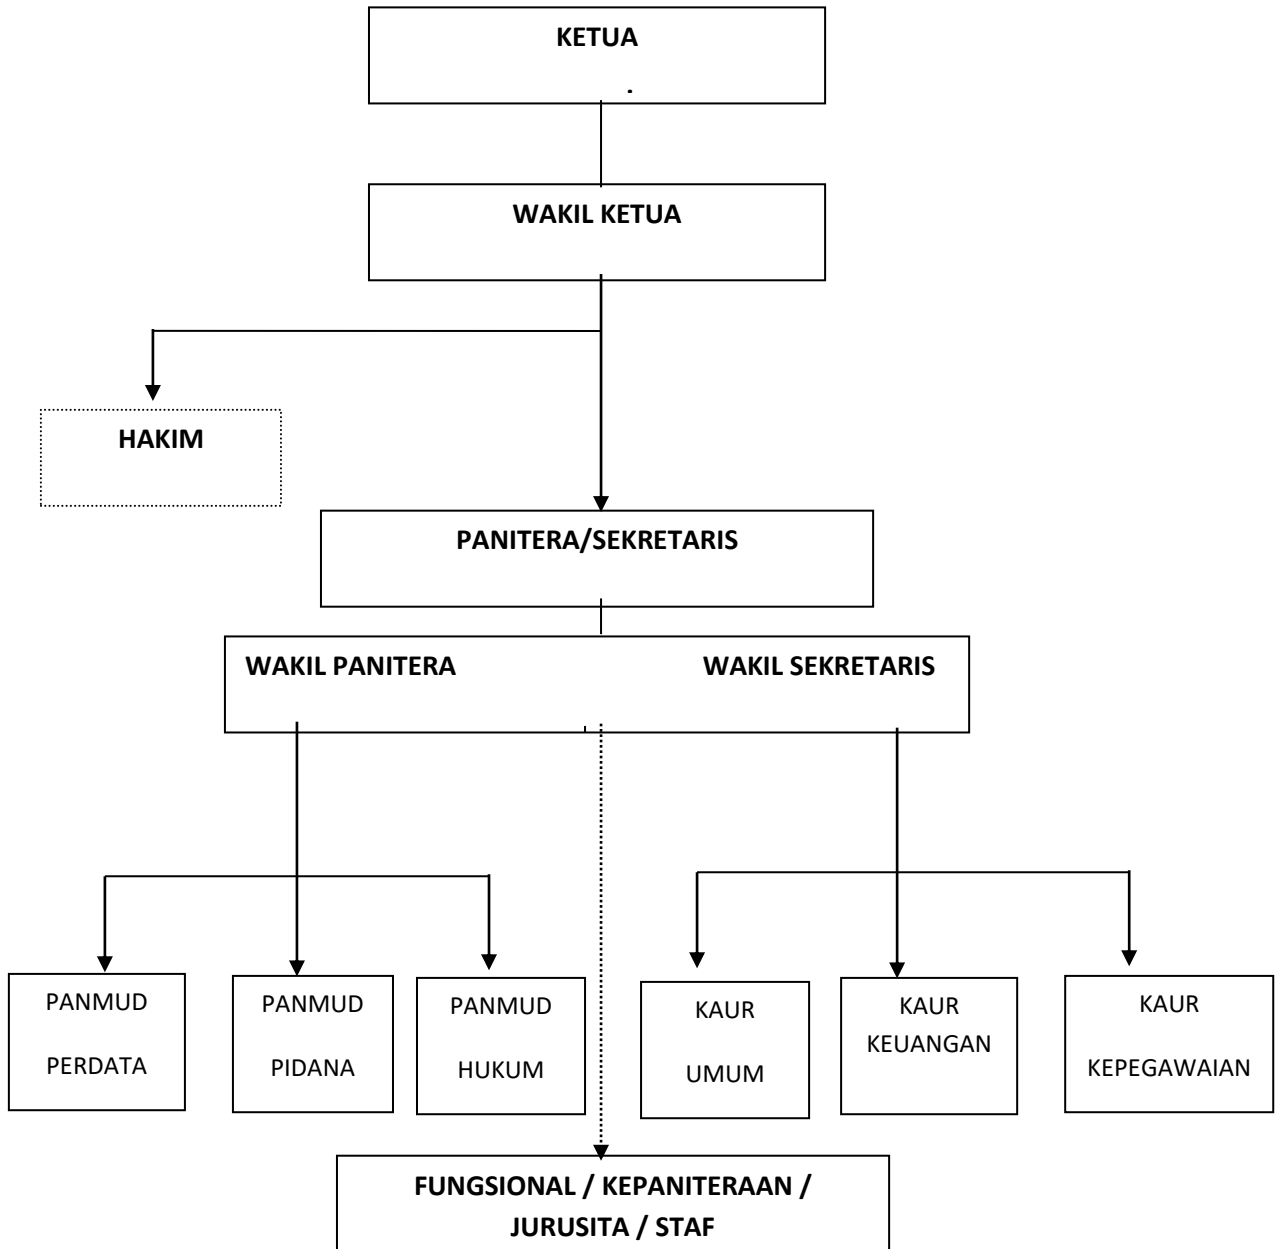 KETUA
.
WAKIL KETUA
HAKIM
PANITERA/SEKRETARIS
WAKIL PANITERA WAKIL SEKRETARIS
PANMUD
PERDATA
PANMUD
PIDANA
PANMUD
HUKUM
KAUR
UMUM
KAUR
KEUANGAN
KAUR
KEPEGAWAIAN
FUNGSIONAL / KEPANITERAAN /
JURUSITA / STAF